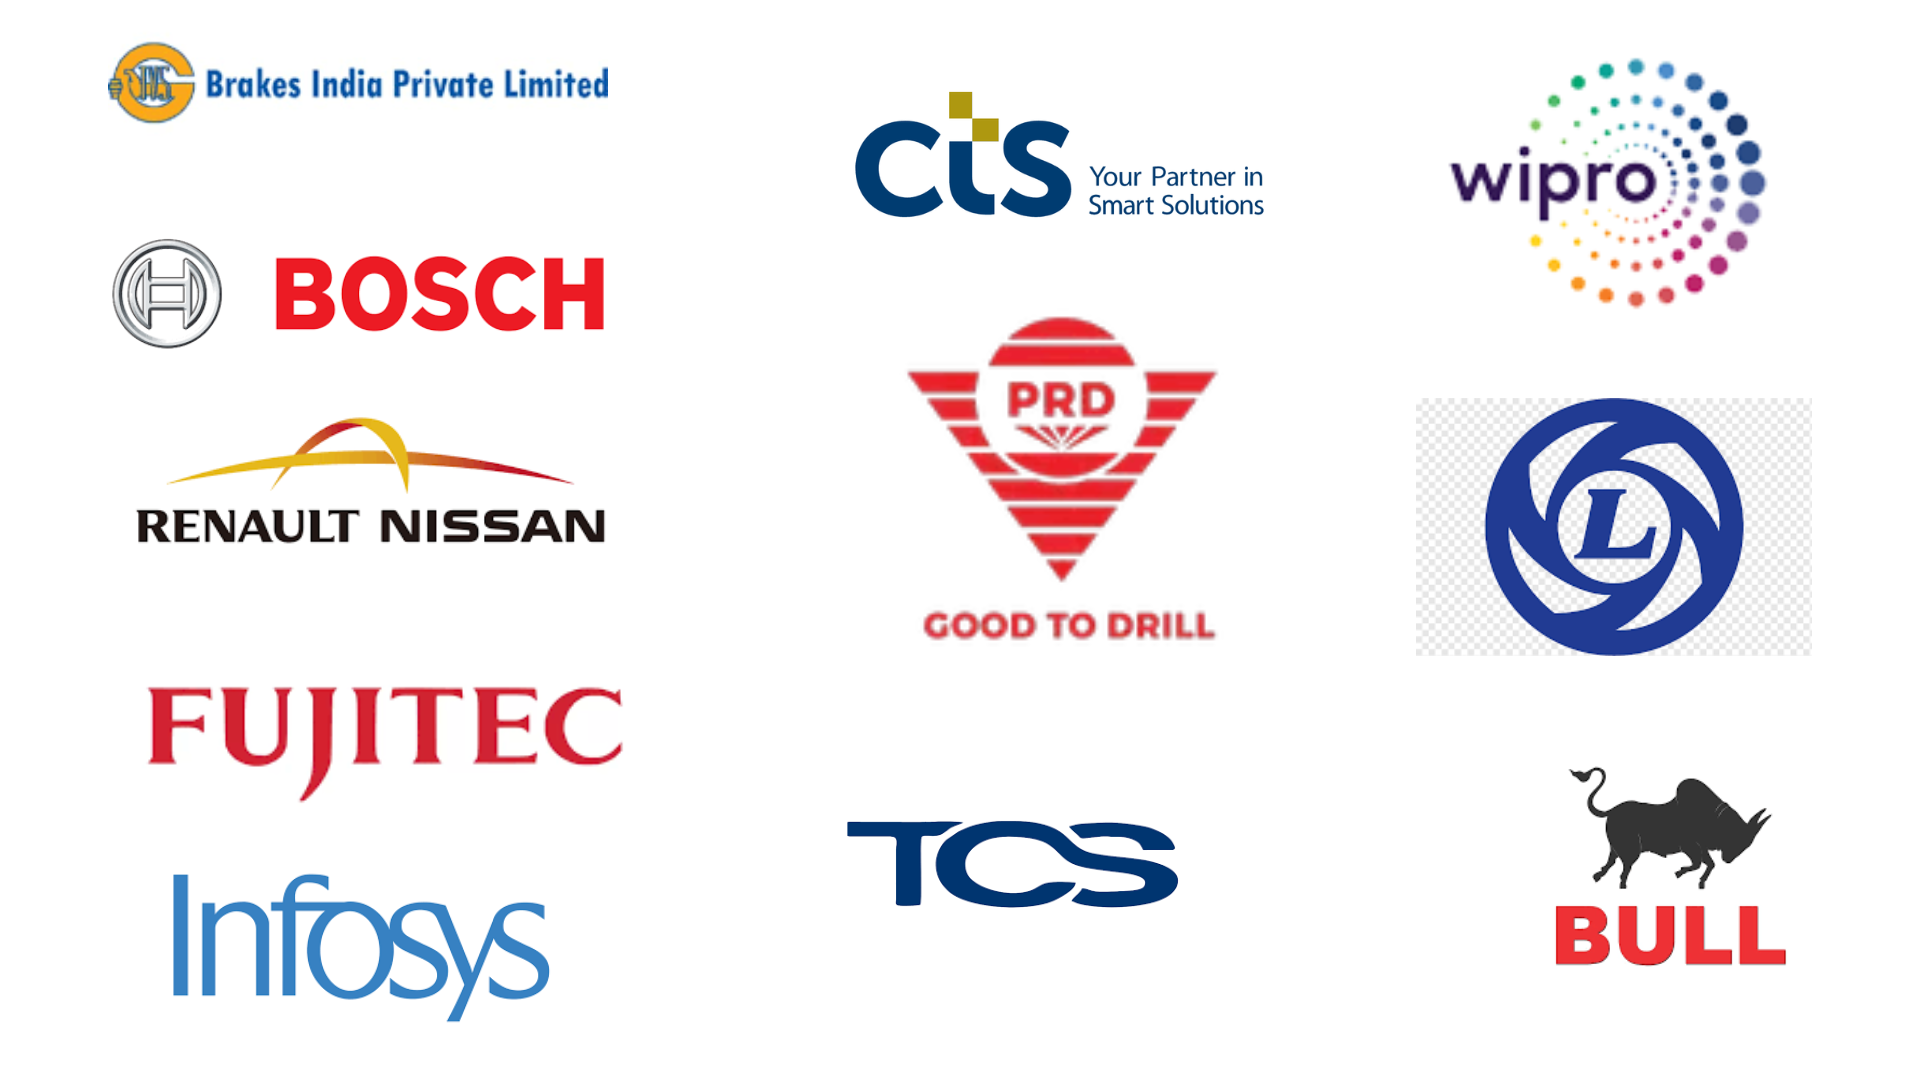 Brakes India Private Limited
BOSCH
RENAULT NISSAN
FUJITEC
Infosys
cts
Your Partner in
Smart Solutions
PRD
GOOD TO DRILL
TCS
wipro
L
BULL